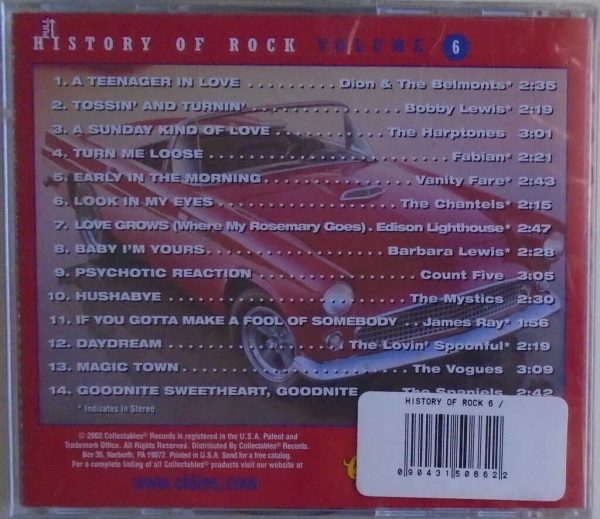 THE
HISTORY OF ROCK VOLUME 6
1. A TEENAGER IN LOVE ......... Dion & The Belmonts* 2:35
2. TOSSIN' AND TURNIN' .................. Bobby Lewis* 2:19
3. A SUNDAY KIND OF LOVE ............. The Harptones 3:01
4. TURN ME LOOSE ............................ Fabian* 2:21
5. EARLY IN THE MORNING ................ Vanity Fare* 2:43
6. LOOK IN MY EYES ...................... The Chantels* 2:15
7. LOVE GROWS (Where My Rosemary Goes) . Edison Lighthouse* 2:47
8. BABY I'M YOURS ..................... Barbara Lewis* 2:28
9. PSYCHOTIC REACTION ................... Count Five 3:05
10. HUSHABYE ............................ The Mystics 2:30
11. IF YOU GOTTA MAKE A FOOL OF SOMEBODY .. James Ray* 1:56
12. DAYDREAM ................. The Lovin' Spoonful* 2:19
13. MAGIC TOWN .......................... The Vogues 3:09
14. GOODNITE SWEETHEART, GOODNITE .... The Spaniels 2:42
* Indicates in Stereo
HISTORY OF ROCK 6 /
© 2002 Collectables® Records is registered in the U.S.A. Patent and
Trademark Office. All Rights Reserved. Distributed By Collectables® Records.
Box 35, Narberth, PA 19072. Printed in U.S.A. Send for a free catalog.
For a complete listing of all Collectables® products visit our website at
www.oldies.com
0 90431 50662 2